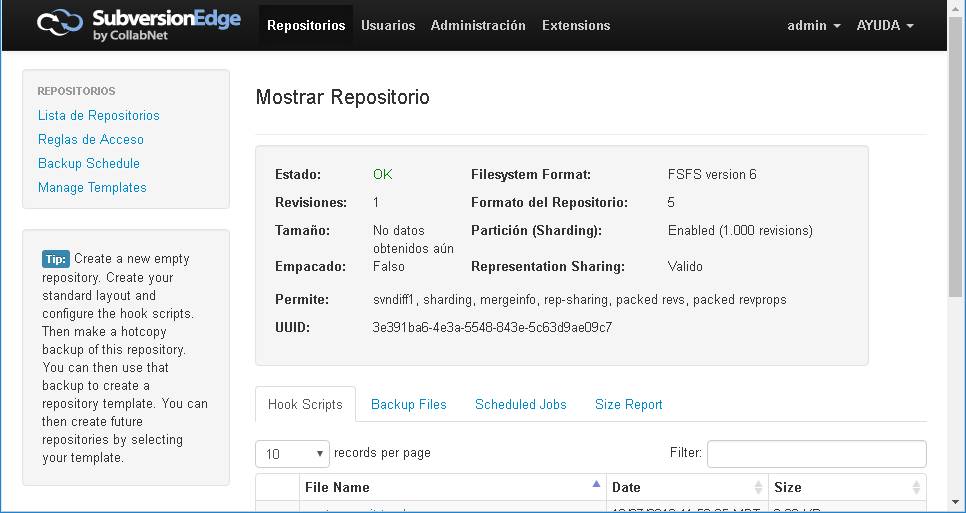 SubversionEdge
by CollabNet
Repositorios Usuarios Administración Extensions admin AYUDA
REPOSITORIOS
Lista de Repositorios
Reglas de Acceso
Backup Schedule
Manage Templates
Tip: Create a new empty
repository. Create your
standard layout and
configure the hook scripts.
Then make a hotcopy
backup of this repository.
You can then use that
backup to create a
repository template. You can
then create future
repositories by selecting
your template.
Mostrar Repositorio
Estado: OK Filesystem Format: FSFS version 6
Revisiones: 1 Formato del Repositorio: 5
Tamaño: No datos obtenidos aún Partición (Sharding): Enabled (1.000 revisions)
Empacado: Falso Representation Sharing: Valido
Permite: svndiff1, sharding, mergeinfo, rep-sharing, packed revs, packed revprops
UUID: 3e391ba6-4e3a-5548-843e-5c63d9ae09c7
Hook Scripts Backup Files Scheduled Jobs Size Report
10 records per page Filter:
File Name Date Size